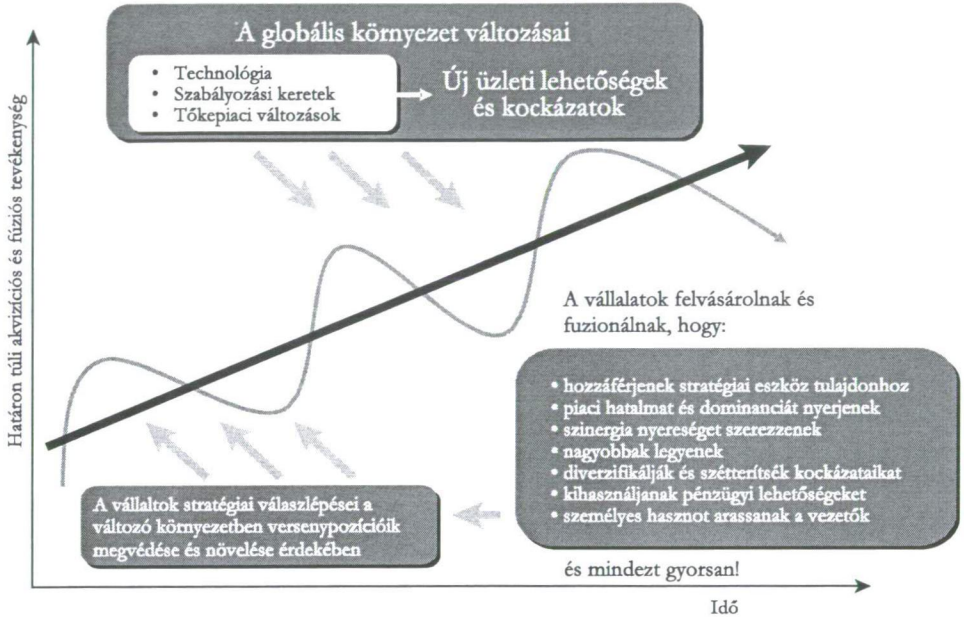 A globális környezet változásai
• Technológia
• Szabályozási keretek
• Tőkepiaci változások
Új üzleti lehetőségek
és kockázatok
Határon túli akvizíciós és fúziós tevékenység
A vállalatok felvásárolnak és
fuzionálnak, hogy:
• hozzáférjenek stratégiai eszköz tulajdonhoz
• piaci hatalmat és dominanciát nyerjenek
• szinergia nyereséget szerezzenek
• nagyobbak legyenek
• diverzifikálják és szétterítsék kockázataikat
• kihasználjanak pénzügyi lehetőségeket
• személyes hasznot arassanak a vezetők
A vállaltok stratégiai válaszlépései a
változó környezetben versenypozícióik
megvédése és növelése érdekében
és mindezt gyorsan!
Idő